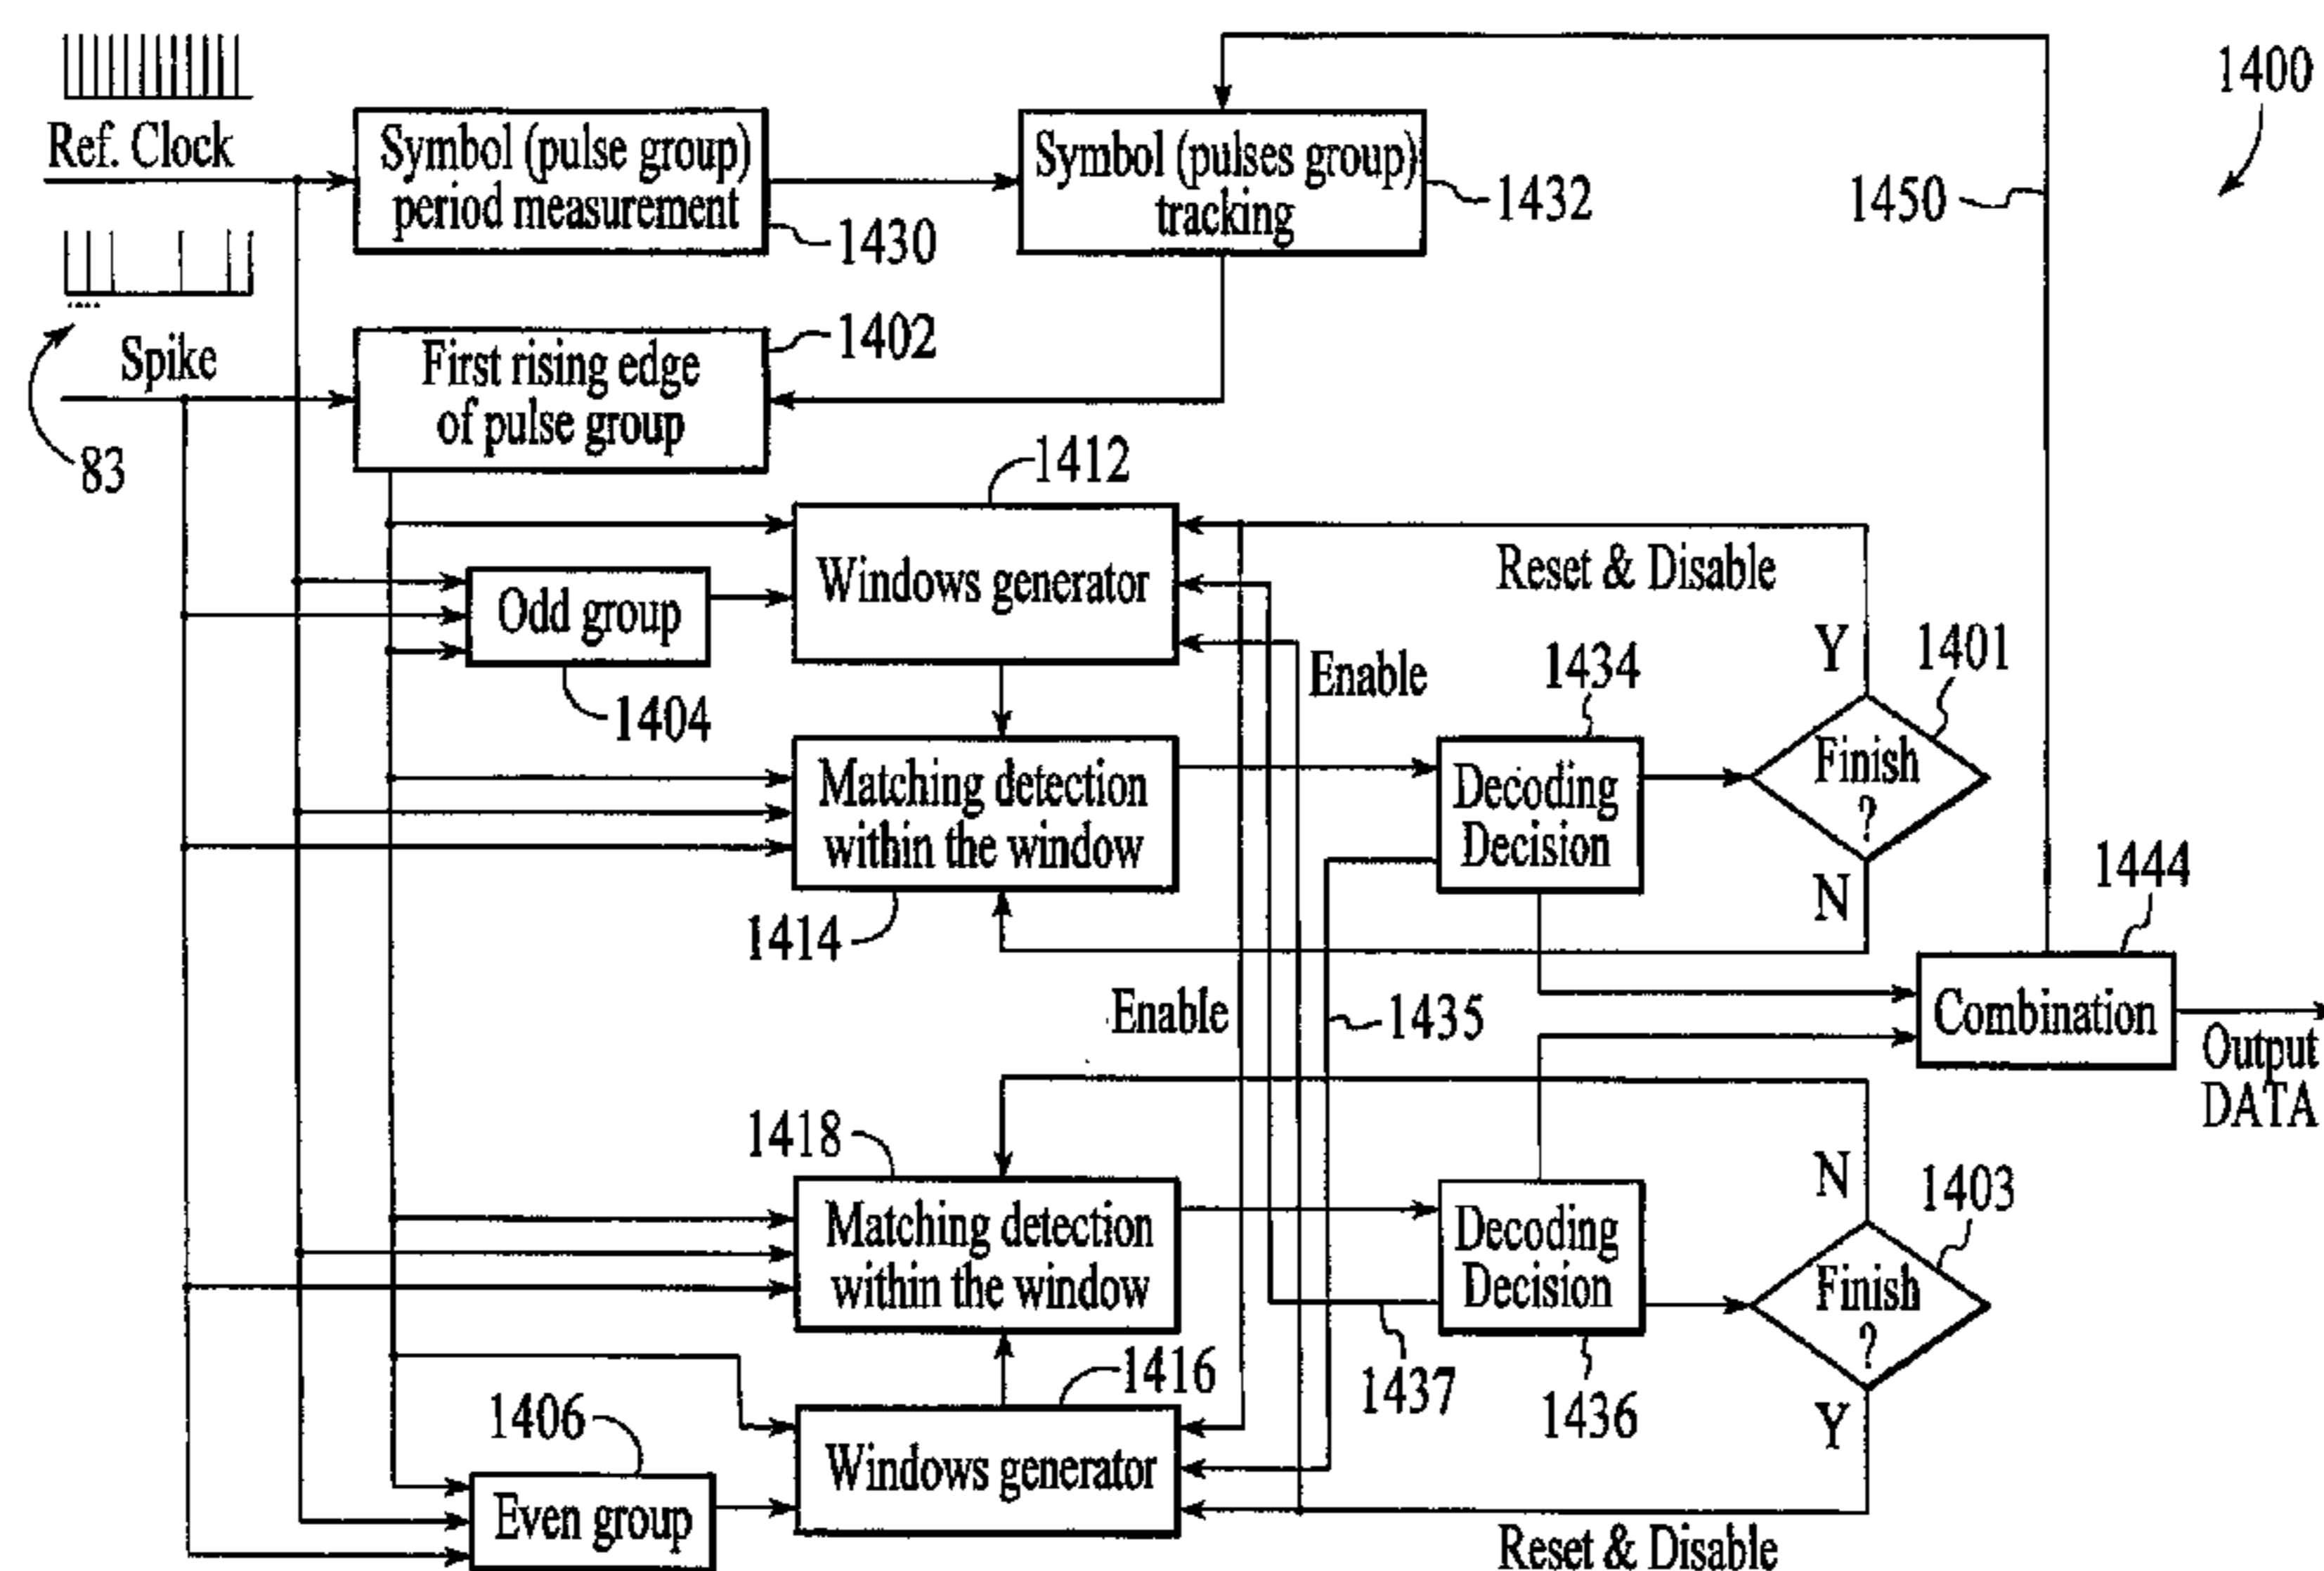 1400
Ref. Clock
Symbol (pulse group)
period measurement
1430
Symbol (pulses group)
tracking
1432
1450
83
Spike
First rising edge
of pulse group
1402
1412
Windows generator
Reset & Disable
Odd group
1404
Enable
1434
Y
1401
Finish
?
N
Matching detection
within the window
1414
Decoding
Decision
1444
Combination
Output
DATA
Enable
1435
1418
Matching detection
within the window
Decoding
Decision
N
1403
Finish
?
Y
1437
1436
1416
1406
Even group
Windows generator
Reset & Disable